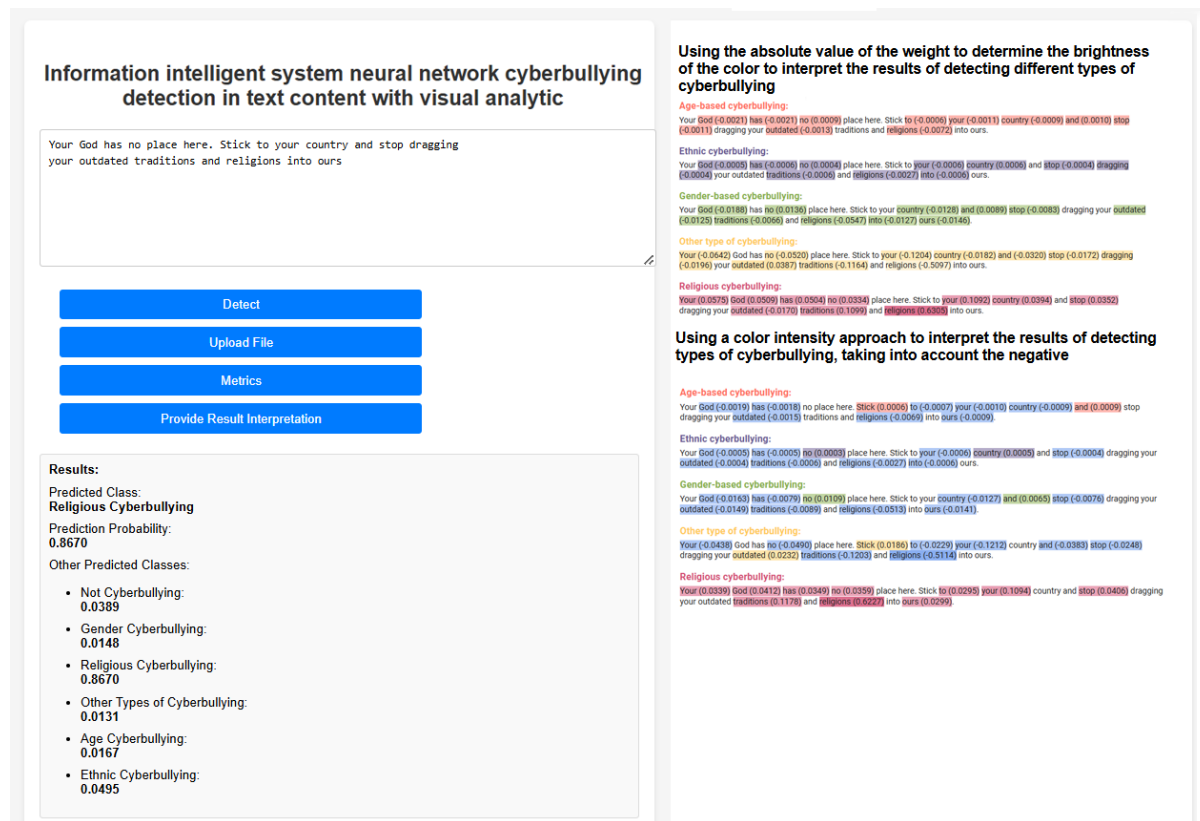 Information intelligent system neural network cyberbullying
detection in text content with visual analytic
Your God has no place here. Stick to your country and stop dragging
your outdated traditions and religions into ours
Detect
Upload File
Metrics
Provide Result Interpretation
Results:
Predicted Class:
Religious Cyberbullying
Prediction Probability:
0.8670
Other Predicted Classes:
Not Cyberbullying:
0.0389
Gender Cyberbullying:
0.0148
Religious Cyberbullying:
0.8670
Other Types of Cyberbullying:
0.0131
Age Cyberbullying:
0.0167
Ethnic Cyberbullying:
0.0495
Using the absolute value of the weight to determine the brightness
of the color to interpret the results of detecting different types of
cyberbullying
Age-based cyberbullying:
Your God (-0.0021) has (-0.0021) no (0.0009) place here. Stick to (-0.0006) your (-0.0011) country (-0.0009) and (0.0010) stop
(-0.0011) dragging your outdated (-0.0013) traditions and religions (-0.0072) into ours.
Ethnic cyberbullying:
Your God (-0.0005) has (-0.0006) no (0.0004) place here. Stick to your (-0.0006) country (0.0006) and stop (-0.0004) dragging
(-0.0004) your outdated traditions (-0.0006) and religions (-0.0027) into (-0.0006) ours.
Gender-based cyberbullying:
Your God (-0.0188) has no (0.0136) place here. Stick to your country (-0.0128) and (0.0089) stop (-0.0083) dragging your outdated
(-0.0125) traditions (-0.0066) and religions (-0.0547) into (-0.0127) ours (-0.0146).
Other type of cyberbullying:
Your (-0.0642) God has no (-0.0520) place here. Stick to your (-0.1204) country (-0.0182) and (-0.0320) stop (-0.0172) dragging
(-0.0196) your outdated (0.0387) traditions (-0.1164) and religions (-0.5097) into ours.
Religious cyberbullying:
Your (0.0575) God (0.0509) has (0.0504) no (0.0334) place here. Stick to your (0.1092) country (0.0394) and stop (0.0352)
dragging your outdated (-0.0170) traditions (0.1099) and religions (0.6305) into ours.
Using a color intensity approach to interpret the results of detecting
types of cyberbullying, taking into account the negative
Age-based cyberbullying:
Your God (-0.0019) has (-0.0018) no place here. Stick (0.0006) to (-0.0007) your (-0.0010) country (-0.0009) and (0.0009) stop
dragging your outdated (-0.0015) traditions and religions (-0.0069) into ours (-0.0009).
Ethnic cyberbullying:
Your God (-0.0005) has (-0.0005) no (0.0003) place here. Stick to your (-0.0006) country (0.0005) and stop (-0.0004) dragging your
outdated (-0.0004) traditions (-0.0006) and religions (-0.0027) into (-0.0006) ours.
Gender-based cyberbullying:
Your God (-0.0163) has (-0.0079) no (0.0109) place here. Stick to your country (-0.0127) and (0.0065) stop (-0.0076) dragging your
outdated (-0.0149) traditions (-0.0089) and religions (-0.0513) into ours (-0.0141).
Other type of cyberbullying:
Your (-0.0438) God has no (-0.0490) place here. Stick (0.0186) to (-0.0229) your (-0.1212) country and (-0.0383) stop (-0.0248)
dragging your outdated (0.0232) traditions (-0.1203) and religions (-0.5114) into ours.
Religious cyberbullying:
Your (0.0339) God (0.0412) has (0.0349) no (0.0359) place here. Stick to (0.0295) your (0.1094) country and stop (0.0406) dragging
your outdated traditions (0.1178) and religions (0.6227) into ours (0.0299).